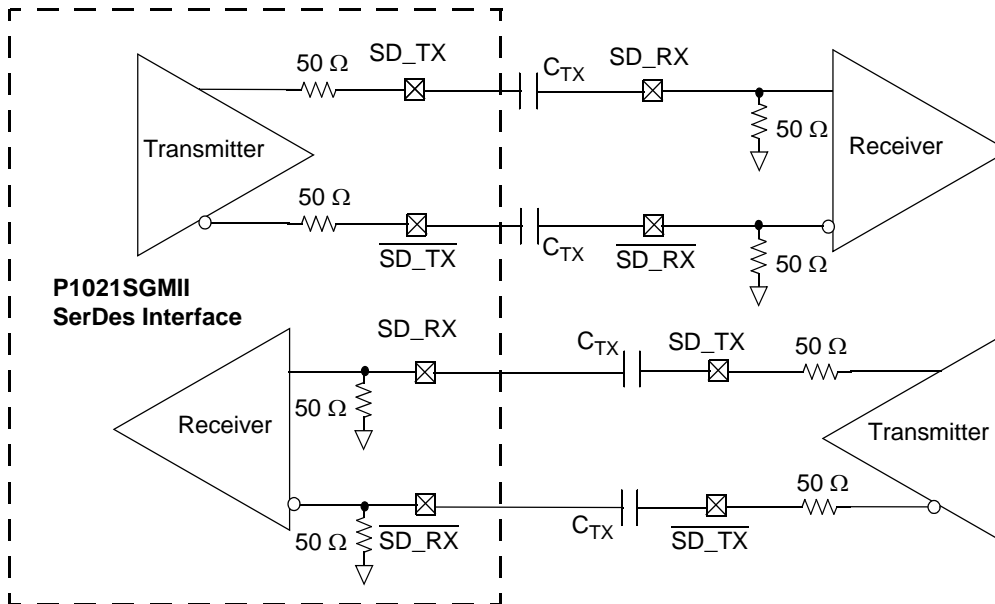 50 Ω
SD_TX
C_TX
SD_RX
50 Ω
Transmitter
Receiver
50 Ω
SD_TX
C_TX
SD_RX
50 Ω
P1021SGMII
SerDes Interface
SD_RX
C_TX
SD_TX
50 Ω
50 Ω
Receiver
Transmitter
50 Ω
SD_RX
C_TX
SD_TX
50 Ω